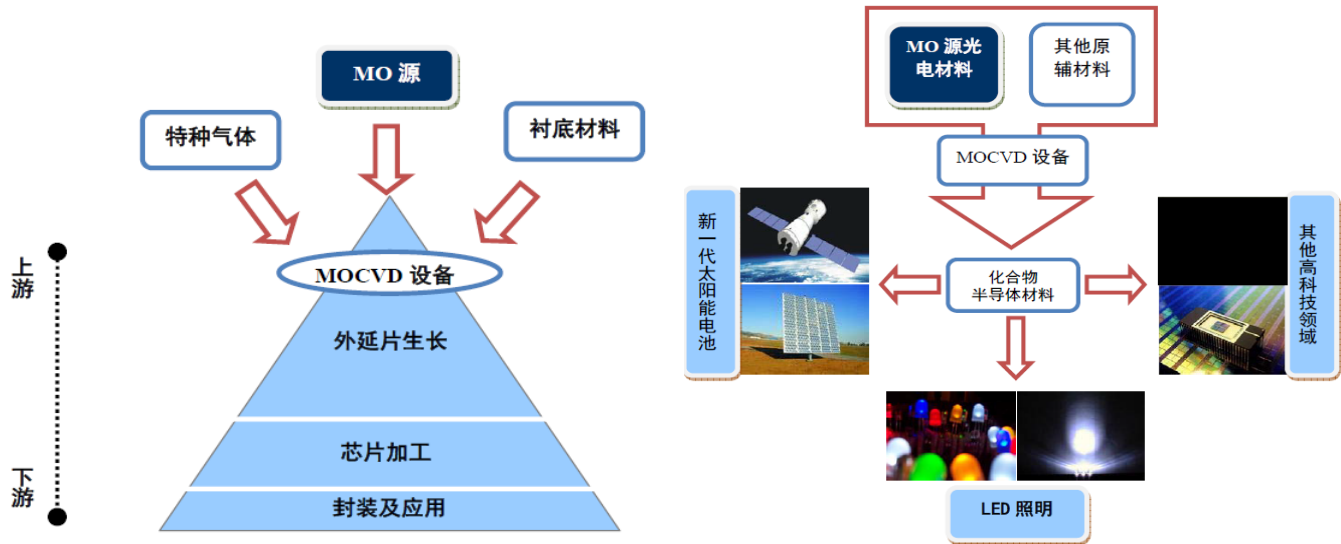 MO 源
特种气体
衬底材料
上游
MOCVD 设备
外延片生长
芯片加工
下游
封装及应用
MO 源光
电材料
其他原
辅材料
MOCVD 设备
新一代太阳能电池
化合物
半导体材料
其他高科技领域
LED 照明